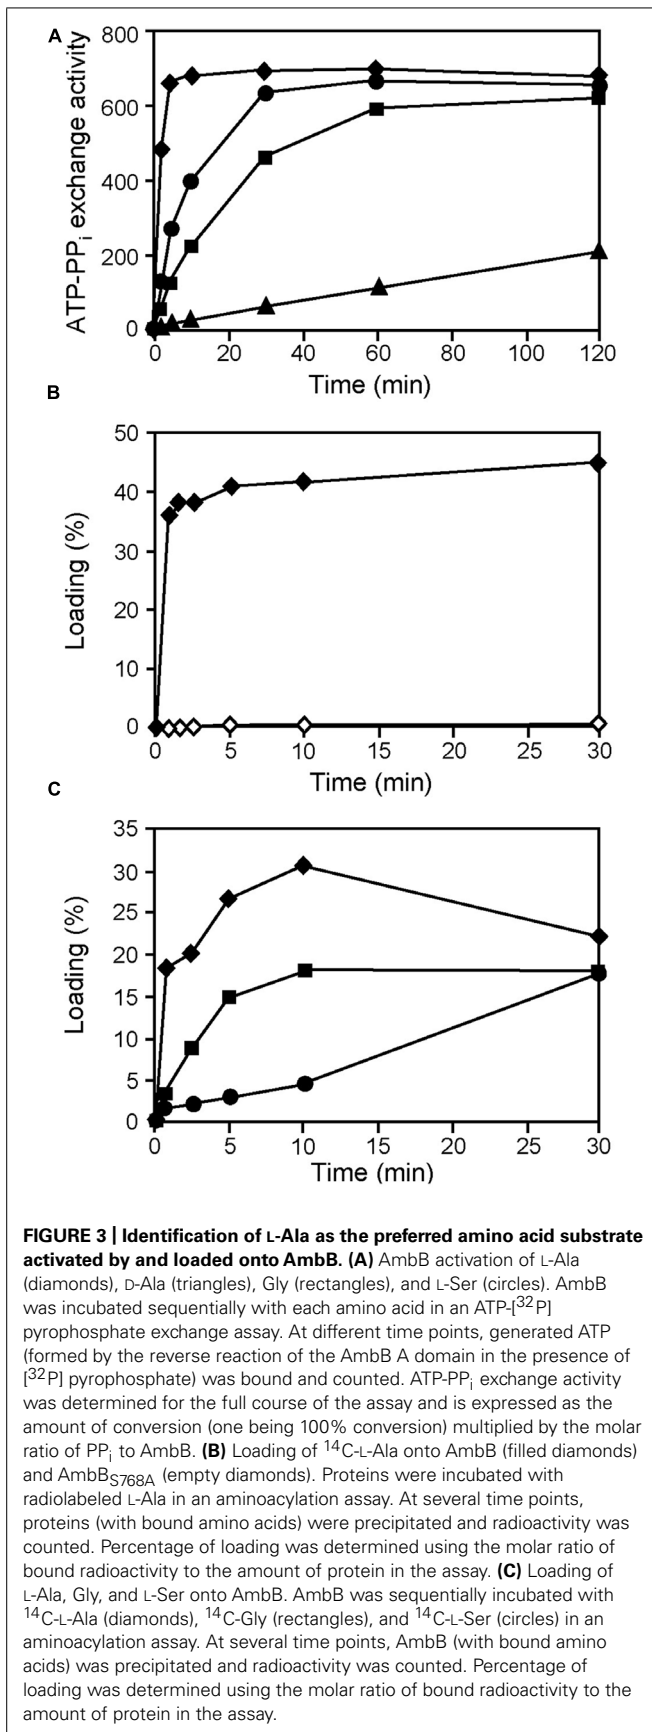 A
800
600
400
200
0
ATP-PPi exchange activity
0 20 40 60 80 100 120
Time (min)
B
50
40
30
20
10
0
Loading (%)
0 5 10 15 20 25 30
Time (min)
C
35
30
25
20
15
10
5
0
Loading (%)
0 5 10 15 20 25 30
Time (min)
FIGURE 3 | Identification of L-Ala as the preferred amino acid substrate
activated by and loaded onto AmbB. (A) AmbB activation of L-Ala
(diamonds), D-Ala (triangles), Gly (rectangles), and L-Ser (circles). AmbB
was incubated sequentially with each amino acid in an ATP-[32P]
pyrophosphate exchange assay. At different time points, generated ATP
(formed by the reverse reaction of the AmbB A domain in the presence of
[32P] pyrophosphate) was bound and counted. ATP-PPi exchange activity
was determined for the full course of the assay and is expressed as the
amount of conversion (one being 100% conversion) multiplied by the molar
ratio of PPi to AmbB. (B) Loading of 14C-L-Ala onto AmbB (filled diamonds)
and AmbBS768A (empty diamonds). Proteins were incubated with
radiolabeled L-Ala in an aminoacylation assay. At several time points,
proteins (with bound amino acids) were precipitated and radioactivity was
counted. Percentage of loading was determined using the molar ratio of
bound radioactivity to the amount of protein in the assay. (C) Loading of
L-Ala, Gly, and L-Ser onto AmbB. AmbB was sequentially incubated with
14C-L-Ala (diamonds), 14C-Gly (rectangles), and 14C-L-Ser (circles) in an
aminoacylation assay. At several time points, AmbB (with bound amino
acids) was precipitated and radioactivity was counted. Percentage of
loading was determined using the molar ratio of bound radioactivity to the
amount of protein in the assay.